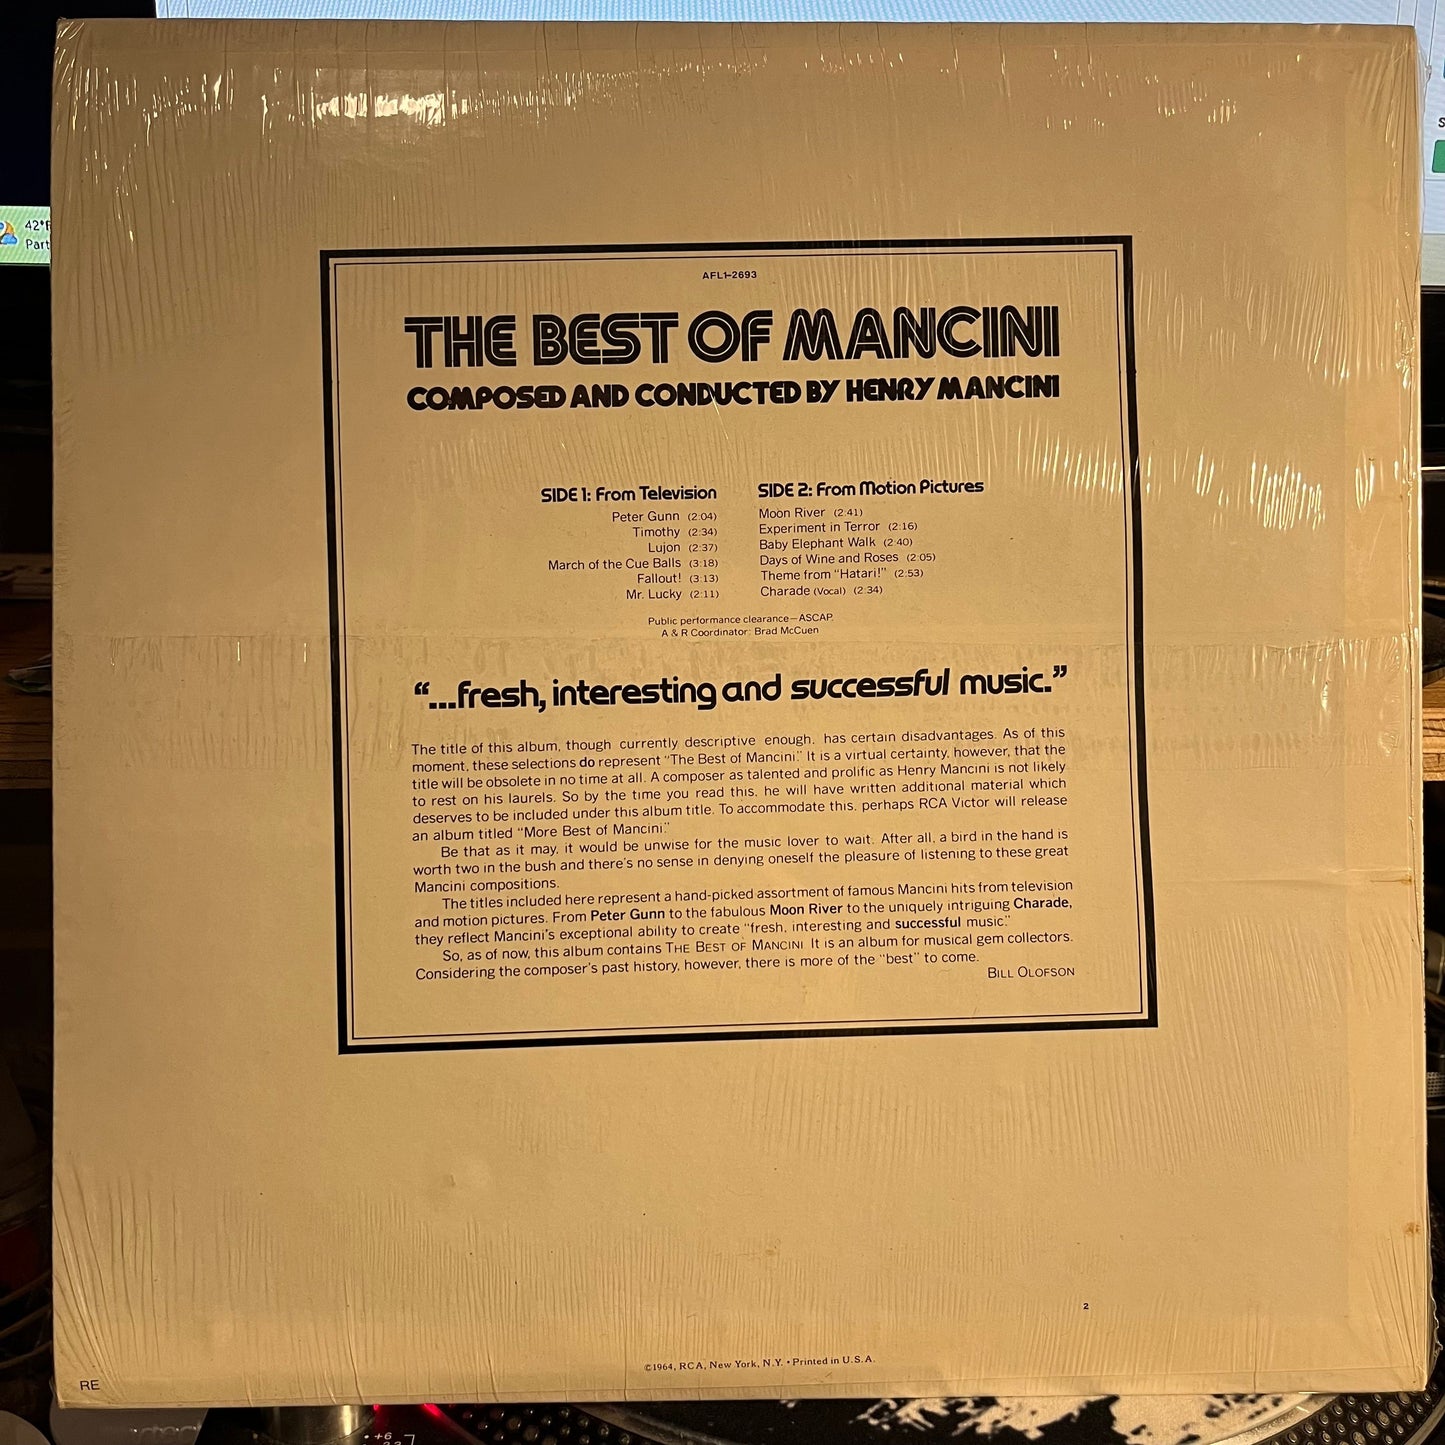 42°F
Part
AFL1-2693
THE BEST OF MANCINI
COMPOSED AND CONDUCTED BY HENRY MANCINI
SIDE 1: From Television
Peter Gunn (2:04)
Timothy (2:34)
Lujon (2:37)
March of the Cue Balls (3:18)
Fallout! (3:13)
Mr. Lucky (2:11)
SIDE 2: From Motion Pictures
Moon River (2:41)
Experiment in Terror (2:16)
Baby Elephant Walk (2:40)
Days of Wine and Roses (2:05)
Theme from "Hatari!" (2:53)
Charade (Vocal) (2:34)
Public performance clearance—ASCAP.
A & R Coordinator: Brad McCuen
"...fresh, interesting and successful music."
The title of this album, though currently descriptive enough, has certain disadvantages. As of this
moment, these selections do represent "The Best of Mancini." It is a virtual certainty, however, that the
title will be obsolete in no time at all. A composer as talented and prolific as Henry Mancini is not likely
to rest on his laurels. So by the time you read this, he will have written additional material which
deserves to be included under this album title. To accommodate this, perhaps RCA Victor will release
an album titled "More Best of Mancini."
Be that as it may, it would be unwise for the music lover to wait. After all, a bird in the hand is
worth two in the bush and there's no sense in denying oneself the pleasure of listening to these great
Mancini compositions.
The titles included here represent a hand-picked assortment of famous Mancini hits from television
and motion pictures. From Peter Gunn to the fabulous Moon River to the uniquely intriguing Charade,
they reflect Mancini's exceptional ability to create "fresh, interesting and successful music."
So, as of now, this album contains THE BEST OF MANCINI. It is an album for musical gem collectors.
Considering the composer's past history, however, there is more of the "best" to come.
BILL OLOFSON
2
©1964, RCA, New York, N.Y. • Printed in U.S.A.
RE
+6